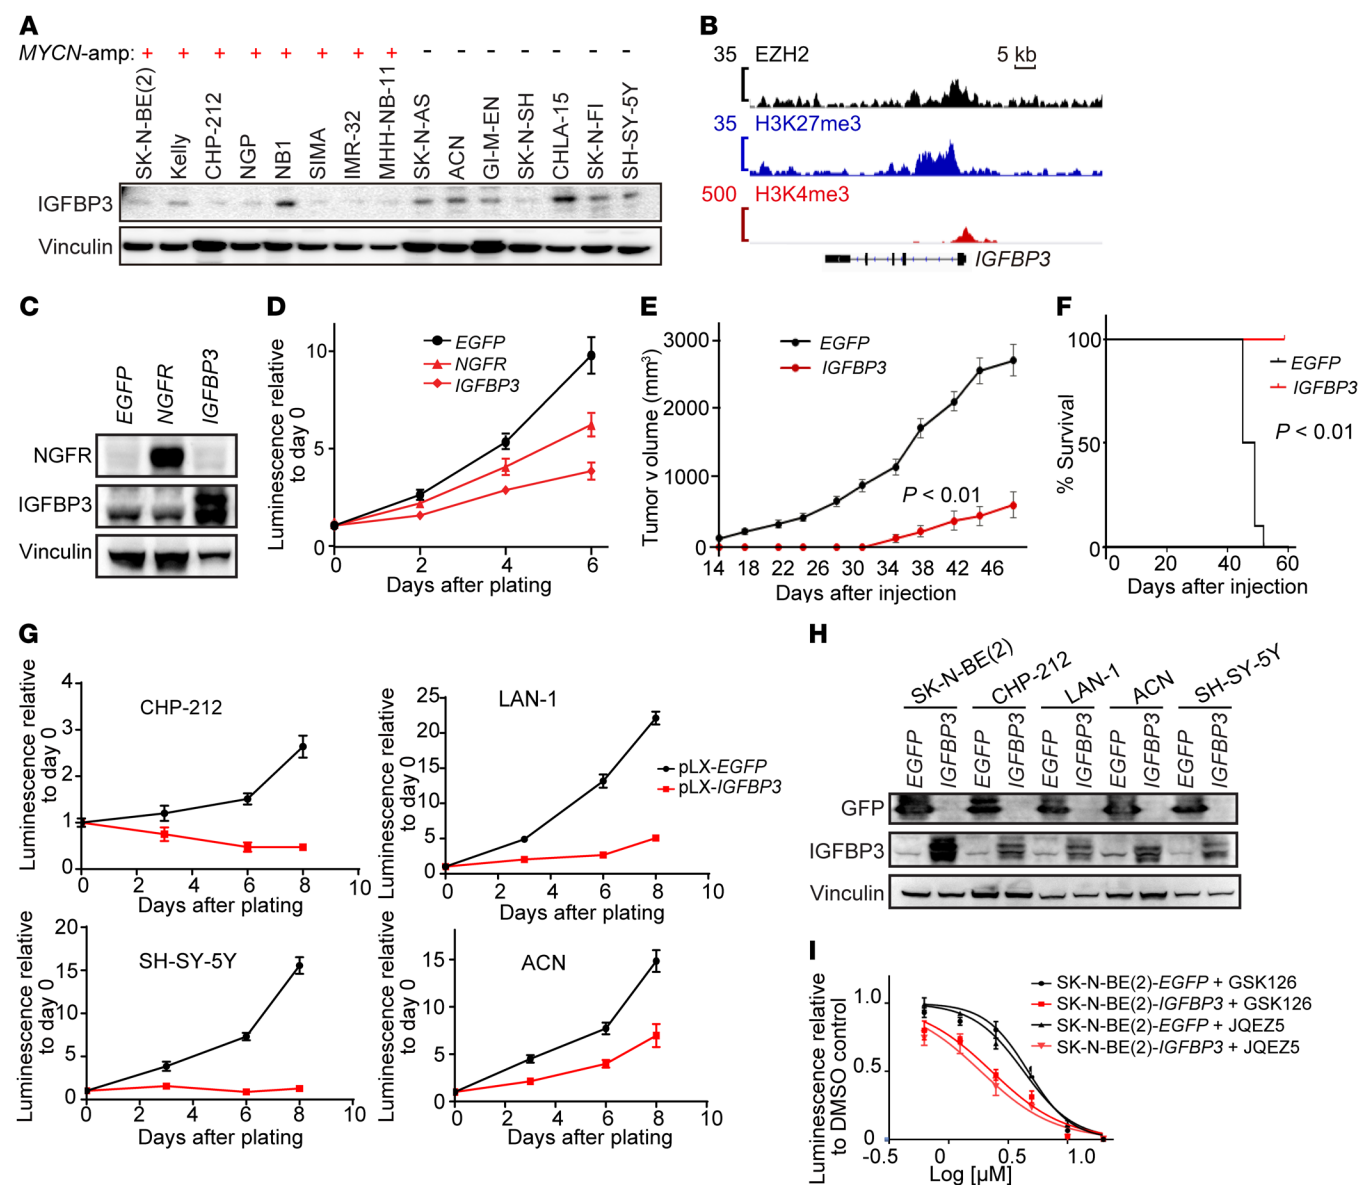 A
MYCN-amp: + + + + + + + + - - - - - - -
SK-N-BE(2) Kelly CHP-212 NGP NB1 SIMA IMR-32 MHH-NB-11 SK-N-AS ACN GI-M-EN SK-N-SH CHLA-15 SK-N-FI SH-SY-5Y
IGFBP3
Vinculin
B
35 EZH2 5 kb
35 H3K27me3
500 H3K4me3
IGFBP3
C
EGFP NGFR IGFBP3
NGFR
IGFBP3
Vinculin
D
Luminescence relative
to day 0
10
5
0
EGFP
NGFR
IGFBP3
0 2 4 6
Days after plating
E
Tumor volume (mm³)
3000
2000
1000
0
EGFP
IGFBP3
P < 0.01
14 18 22 26 30 34 38 42 46
Days after injection
F
% Survival
100
50
0
EGFP
IGFBP3
P < 0.01
0 20 40 60
Days after injection
G
Luminescence relative
to day 0
4
3
2
1
0
CHP-212
0 2 4 6 8 10
Days after plating
Luminescence relative
to day 0
25
20
15
10
5
0
LAN-1
pLX-EGFP
pLX-IGFBP3
0 2 4 6 8 10
Days after plating
Luminescence relative
to day 0
20
15
10
5
0
SH-SY-5Y
0 2 4 6 8 10
Days after plating
Luminescence relative
to day 0
15
10
5
0
ACN
0 2 4 6 8 10
Days after plating
H
SK-N-BE(2) CHP-212 LAN-1 ACN SH-SY-5Y
EGFP IGFBP3 EGFP IGFBP3 EGFP IGFBP3 EGFP IGFBP3 EGFP IGFBP3
GFP
IGFBP3
Vinculin
I
Luminescence relative
to DMSO control
1.0
0.5
0
SK-N-BE(2)-EGFP + GSK126
SK-N-BE(2)-IGFBP3 + GSK126
SK-N-BE(2)-EGFP + JQEZ5
SK-N-BE(2)-IGFBP3 + JQEZ5
-0.5 0 0.5 1.0
Log [µM]